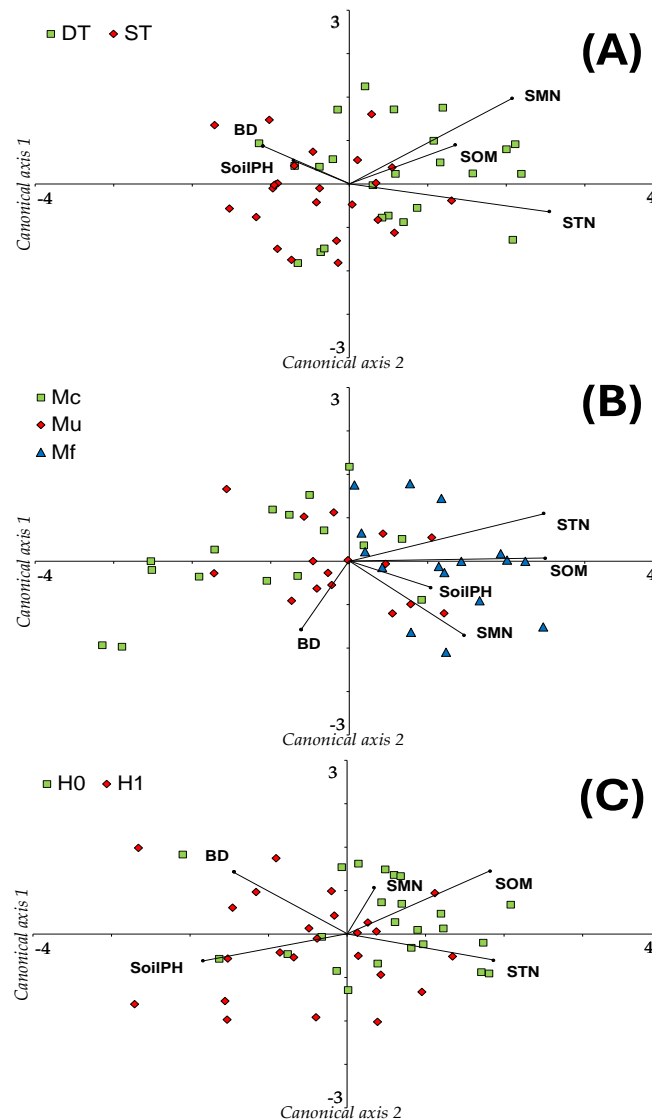 DT ST
3
(A)
SMN
BD
SOM
SoilPH
Canonical axis 1
-4
4
STN
-3
Canonical axis 2
Mc
Mu
Mf
3
(B)
STN
Canonical axis 1
SOM
-4
4
SoilPH
SMN
BD
-3
Canonical axis 2
H0 H1
3
(C)
BD
SMN
SOM
Canonical axis 1
-4
4
SoilPH
STN
-3
Canonical axis 2